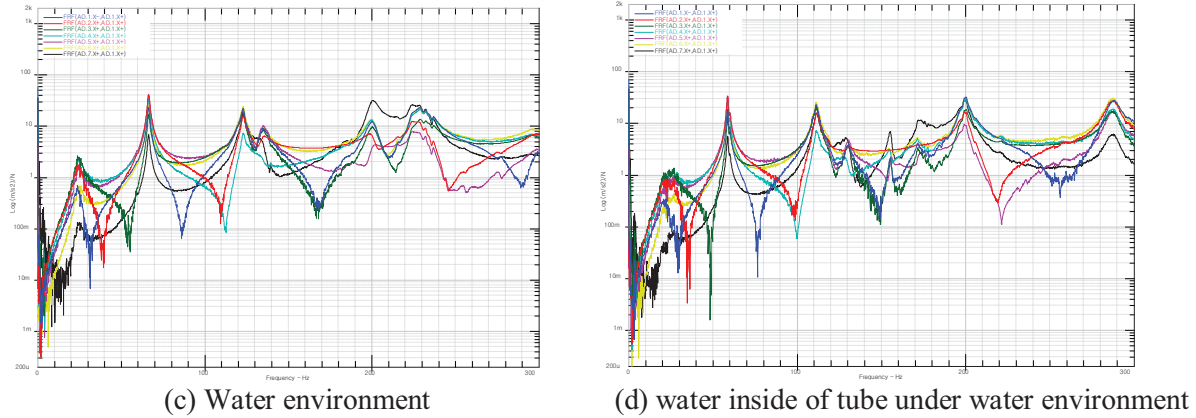 2k
FRF(AD.1.X-,AD.1.X+)
FRF(AD.2.X+,AD.1.X+)
FRF(AD.3.X+,AD.1.X+)
FRF(AD.4.X+,AD.1.X+)
FRF(AD.5.X+,AD.1.X+)
FRF(AD.7.X+,AD.1.X+)
100
10
1
100m
10m
1m
200u
Log (m/s2)/N
0
100
200
300
Frequency - Hz
(c) Water environment
2k
FRF(AD.1.X-,AD.1.X+)
FRF(AD.2.X+,AD.1.X+)
FRF(AD.3.X+,AD.1.X+)
FRF(AD.4.X+,AD.1.X+)
FRF(AD.5.X+,AD.1.X+)
FRF(AD.7.X+,AD.1.X+)
100
10
1
100m
10m
1m
200u
Log (m/s2)/N
0
100
200
300
Frequency - Hz
(d) water inside of tube under water environment